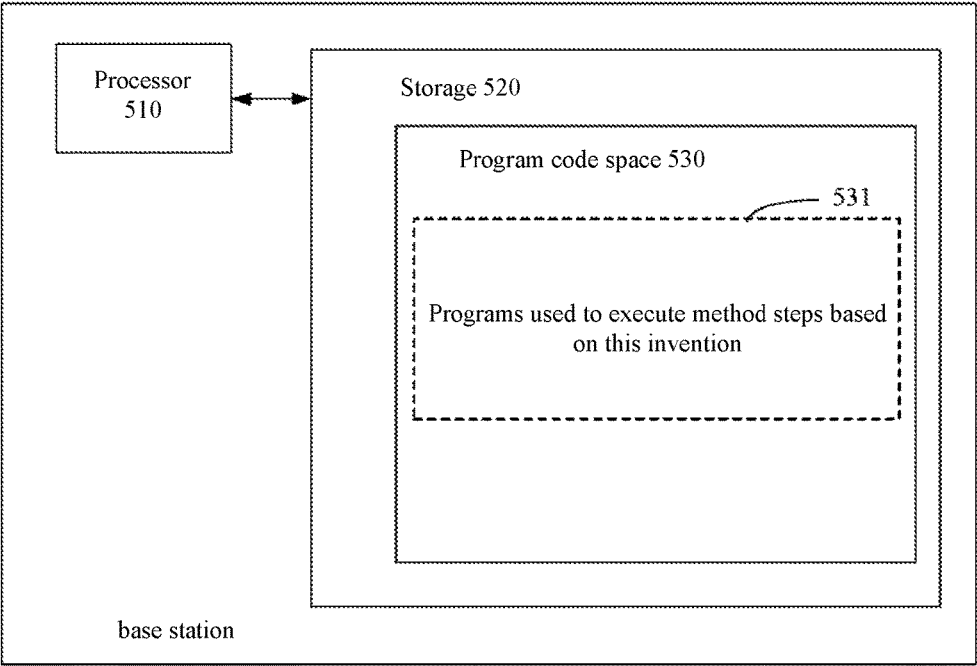 Processor
510
Storage 520
Program code space 530
531
Programs used to execute method steps based
on this invention
base station